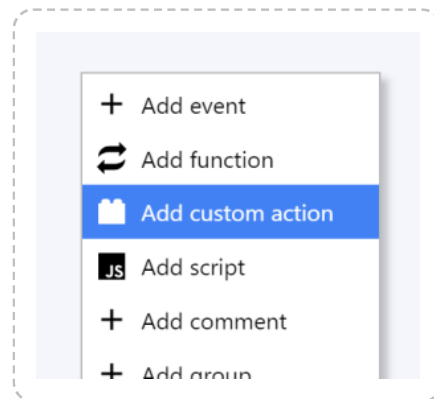 Add event
Add function
Add custom action
JS
Add script
Add comment
Add group